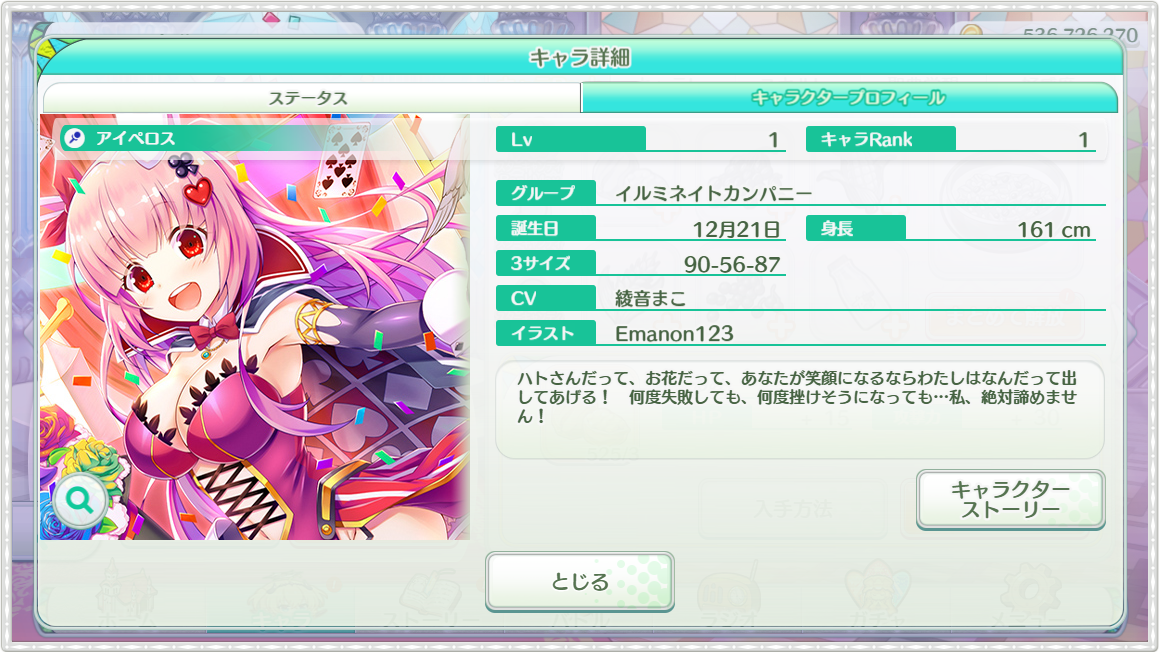 536,726,270
キャラ詳細
ステータス
キャラクタープロフィール
アイペロス
Lv 1 キャラRank 1
グループ イルミネイトカンパニー
誕生日 12月21日 身長 161 cm
3サイズ 90-56-87
CV 綾音まこ
イラスト Emanon123
ハトさんだって、お花だって、あなたが笑顔になるならわたしはなんだって出
してあげる！　何度失敗しても、何度挫けそうになっても…私、絶対諦めませ
ん！
入手方法
キャラクター
ストーリー
とじる